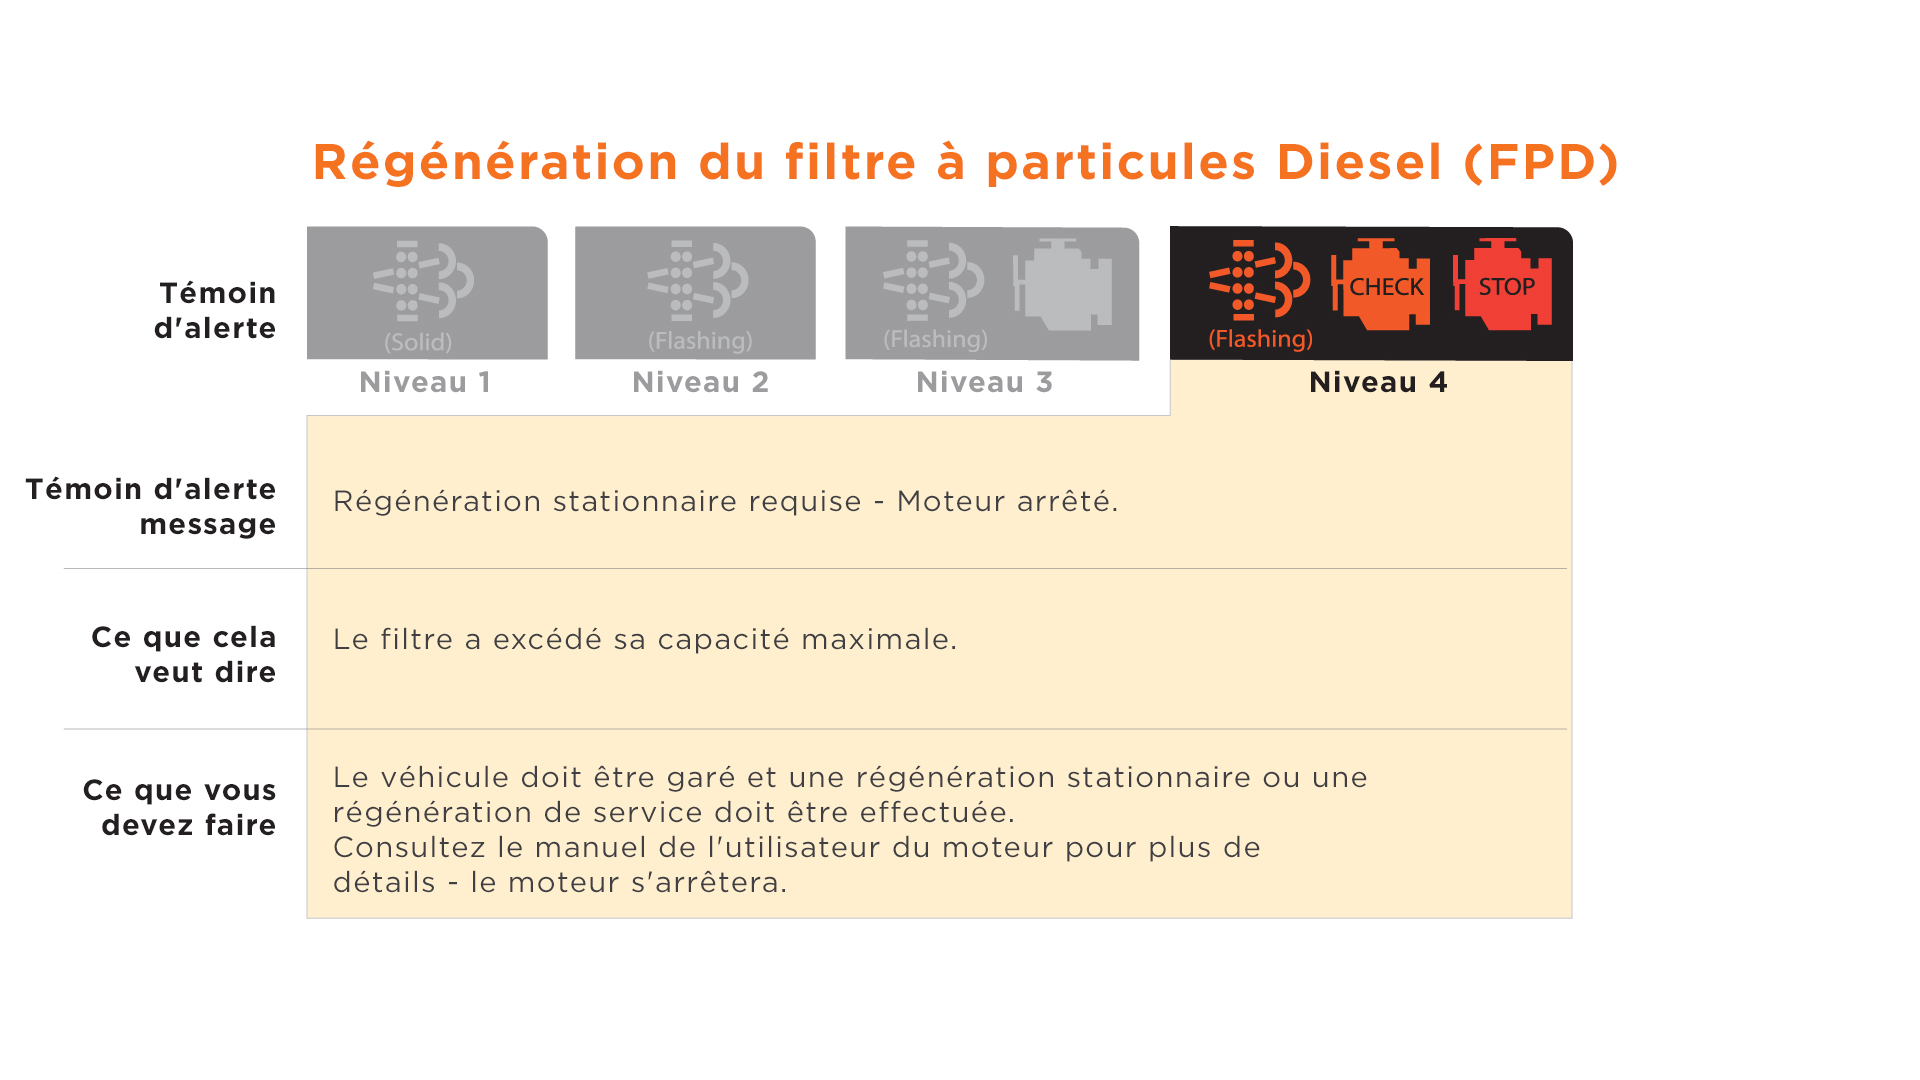 Régénération du filtre à particules Diesel (FPD)
Témoin
d'alerte
(Solid)
(Flashing)
(Flashing)
(Flashing)
CHECK
STOP
Niveau 1
Niveau 2
Niveau 3
Niveau 4
Témoin d'alerte
message
Régénération stationnaire requise - Moteur arrêté.
Ce que cela
veut dire
Le filtre a excédé sa capacité maximale.
Ce que vous
devez faire
Le véhicule doit être garé et une régénération stationnaire ou une
régénération de service doit être effectuée.
Consultez le manuel de l'utilisateur du moteur pour plus de
détails - le moteur s'arrêtera.